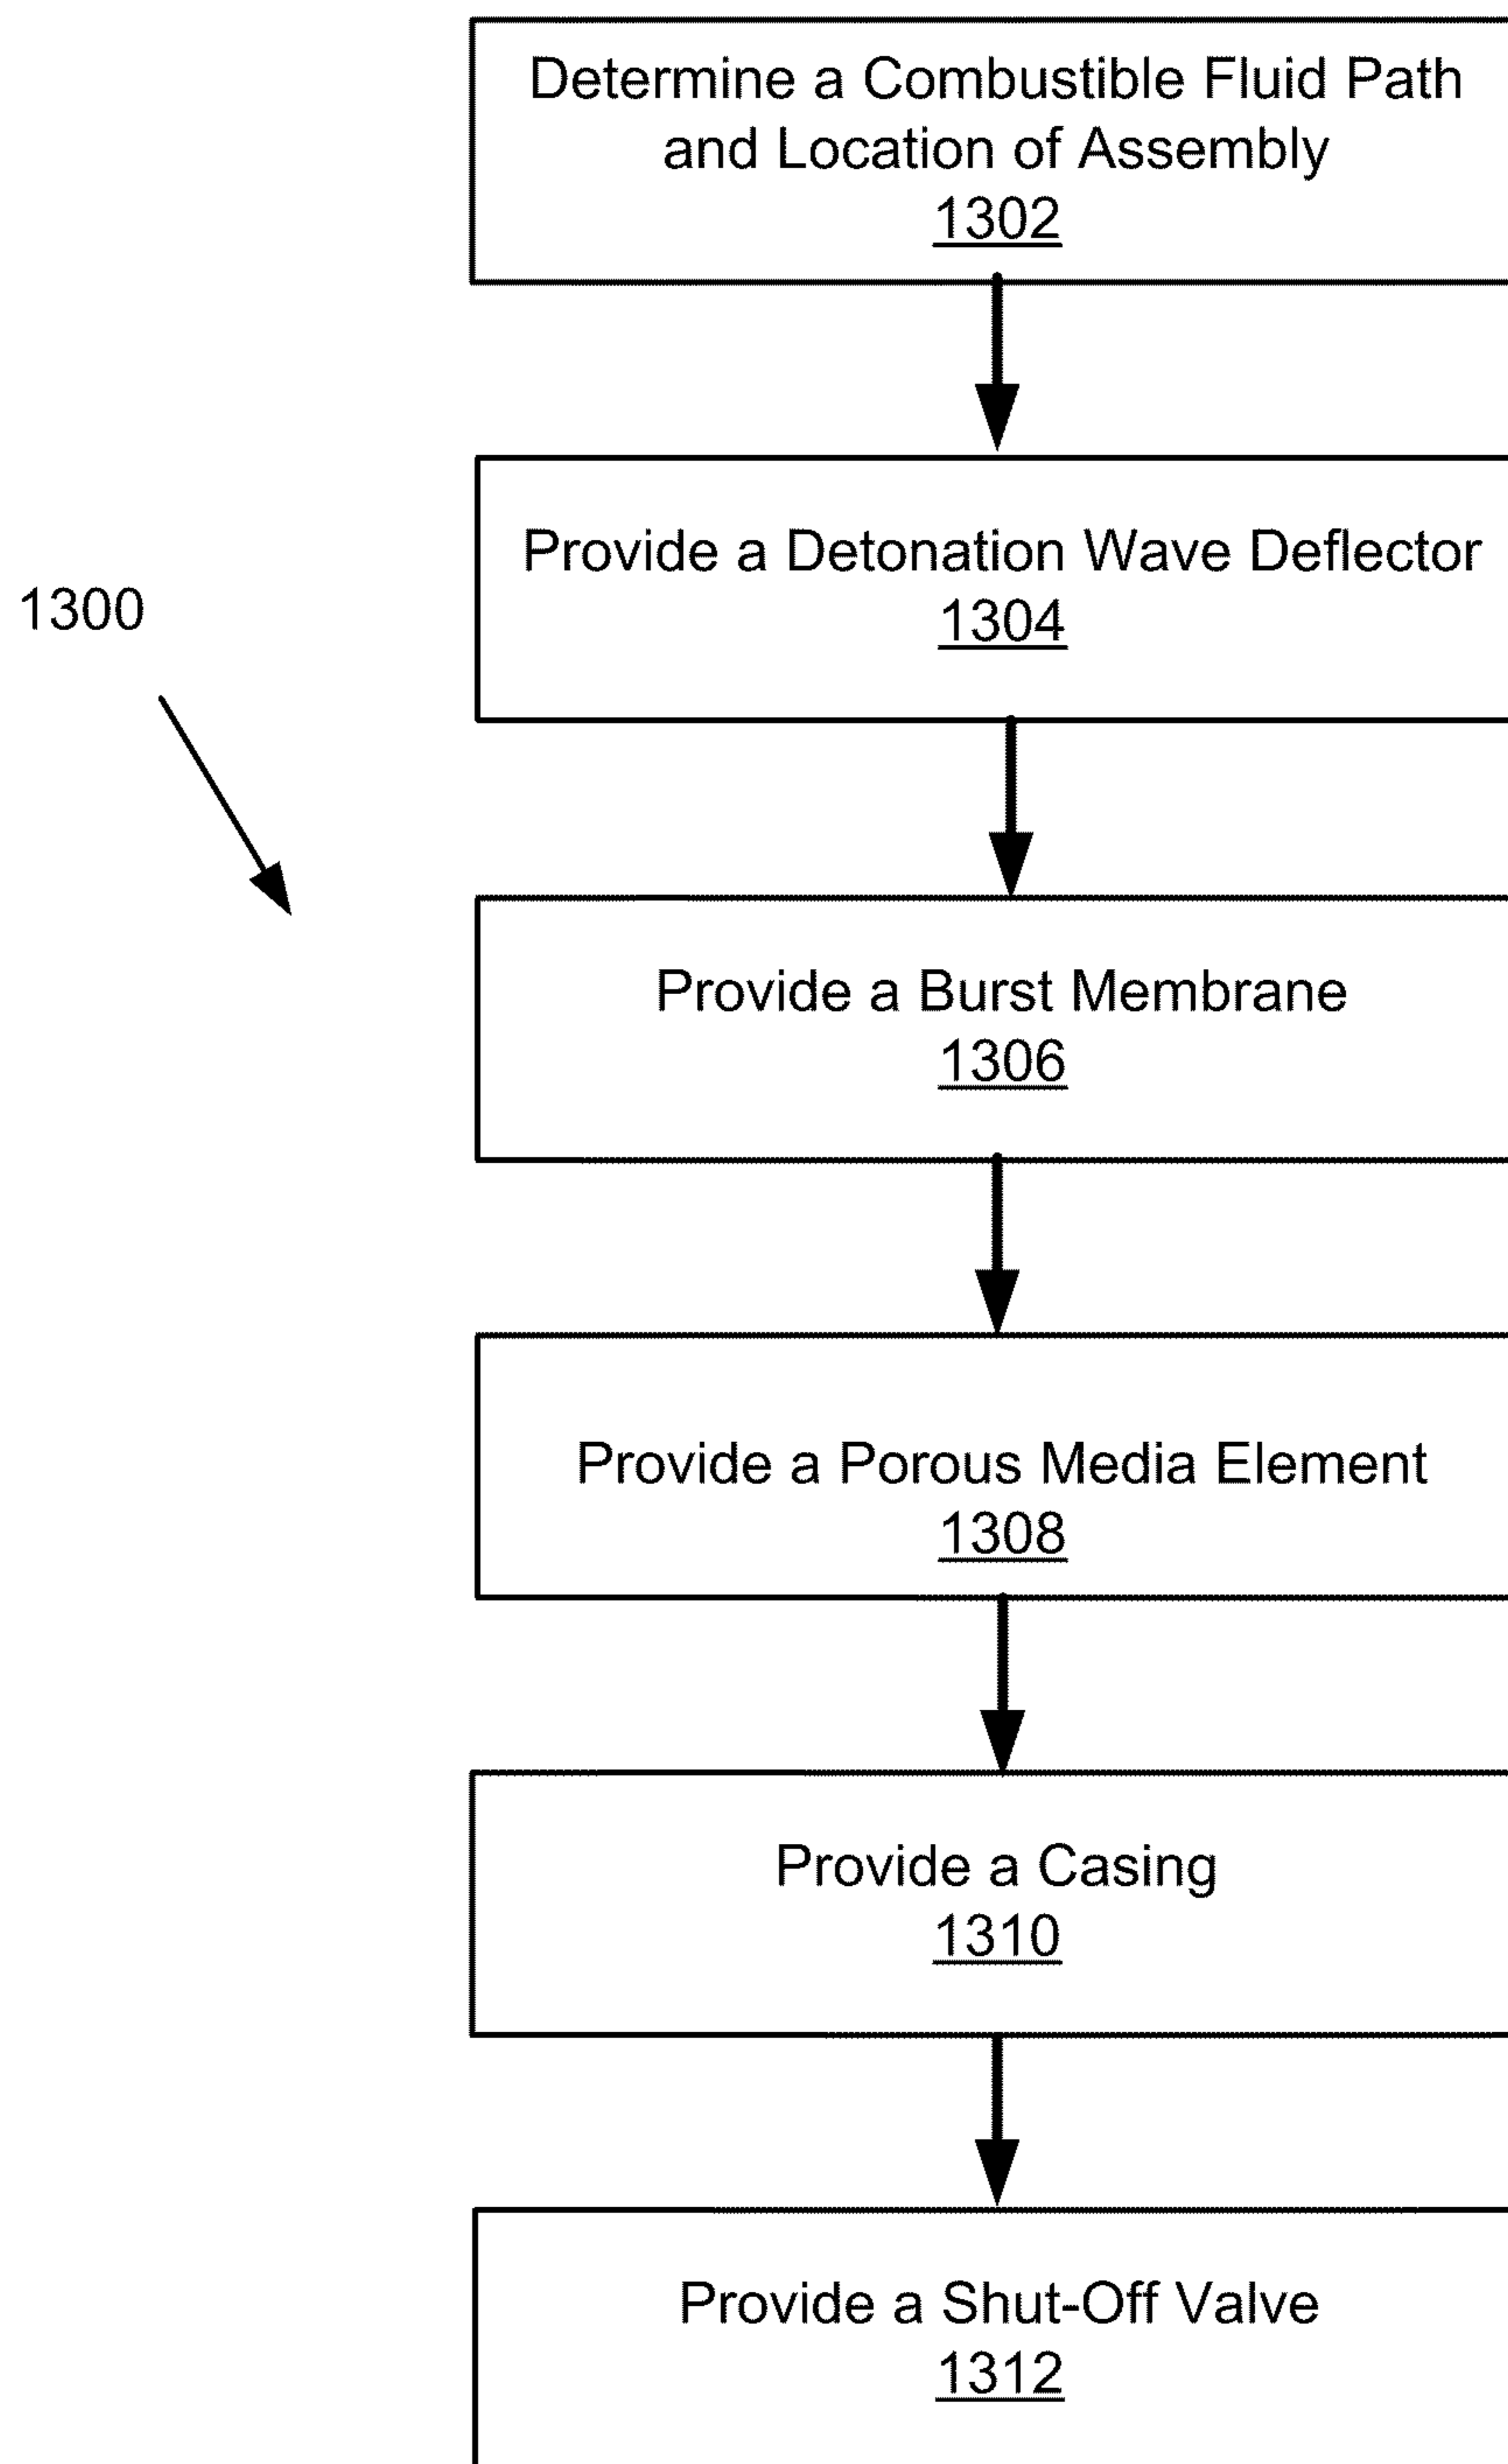 Determine a Combustible Fluid Path
and Location of Assembly
1302
Provide a Detonation Wave Deflector
1304
1300
Provide a Burst Membrane
1306
Provide a Porous Media Element
1308
Provide a Casing
1310
Provide a Shut-Off Valve
1312